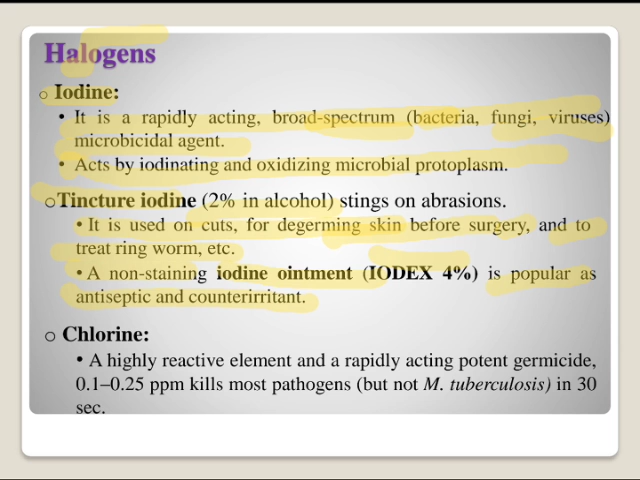 Halogens
o Iodine:
• It is a rapidly acting, broad-spectrum (bacteria, fungi, viruses)
microbicidal agent.
• Acts by iodinating and oxidizing microbial protoplasm.
oTincture iodine (2% in alcohol) stings on abrasions.
• It is used on cuts, for degerming skin before surgery, and to
treat ring worm, etc.
• A non-staining iodine ointment (IODEX 4%) is popular as
antiseptic and counterirritant.
o Chlorine:
• A highly reactive element and a rapidly acting potent germicide,
0.1–0.25 ppm kills most pathogens (but not M. tuberculosis) in 30
sec.